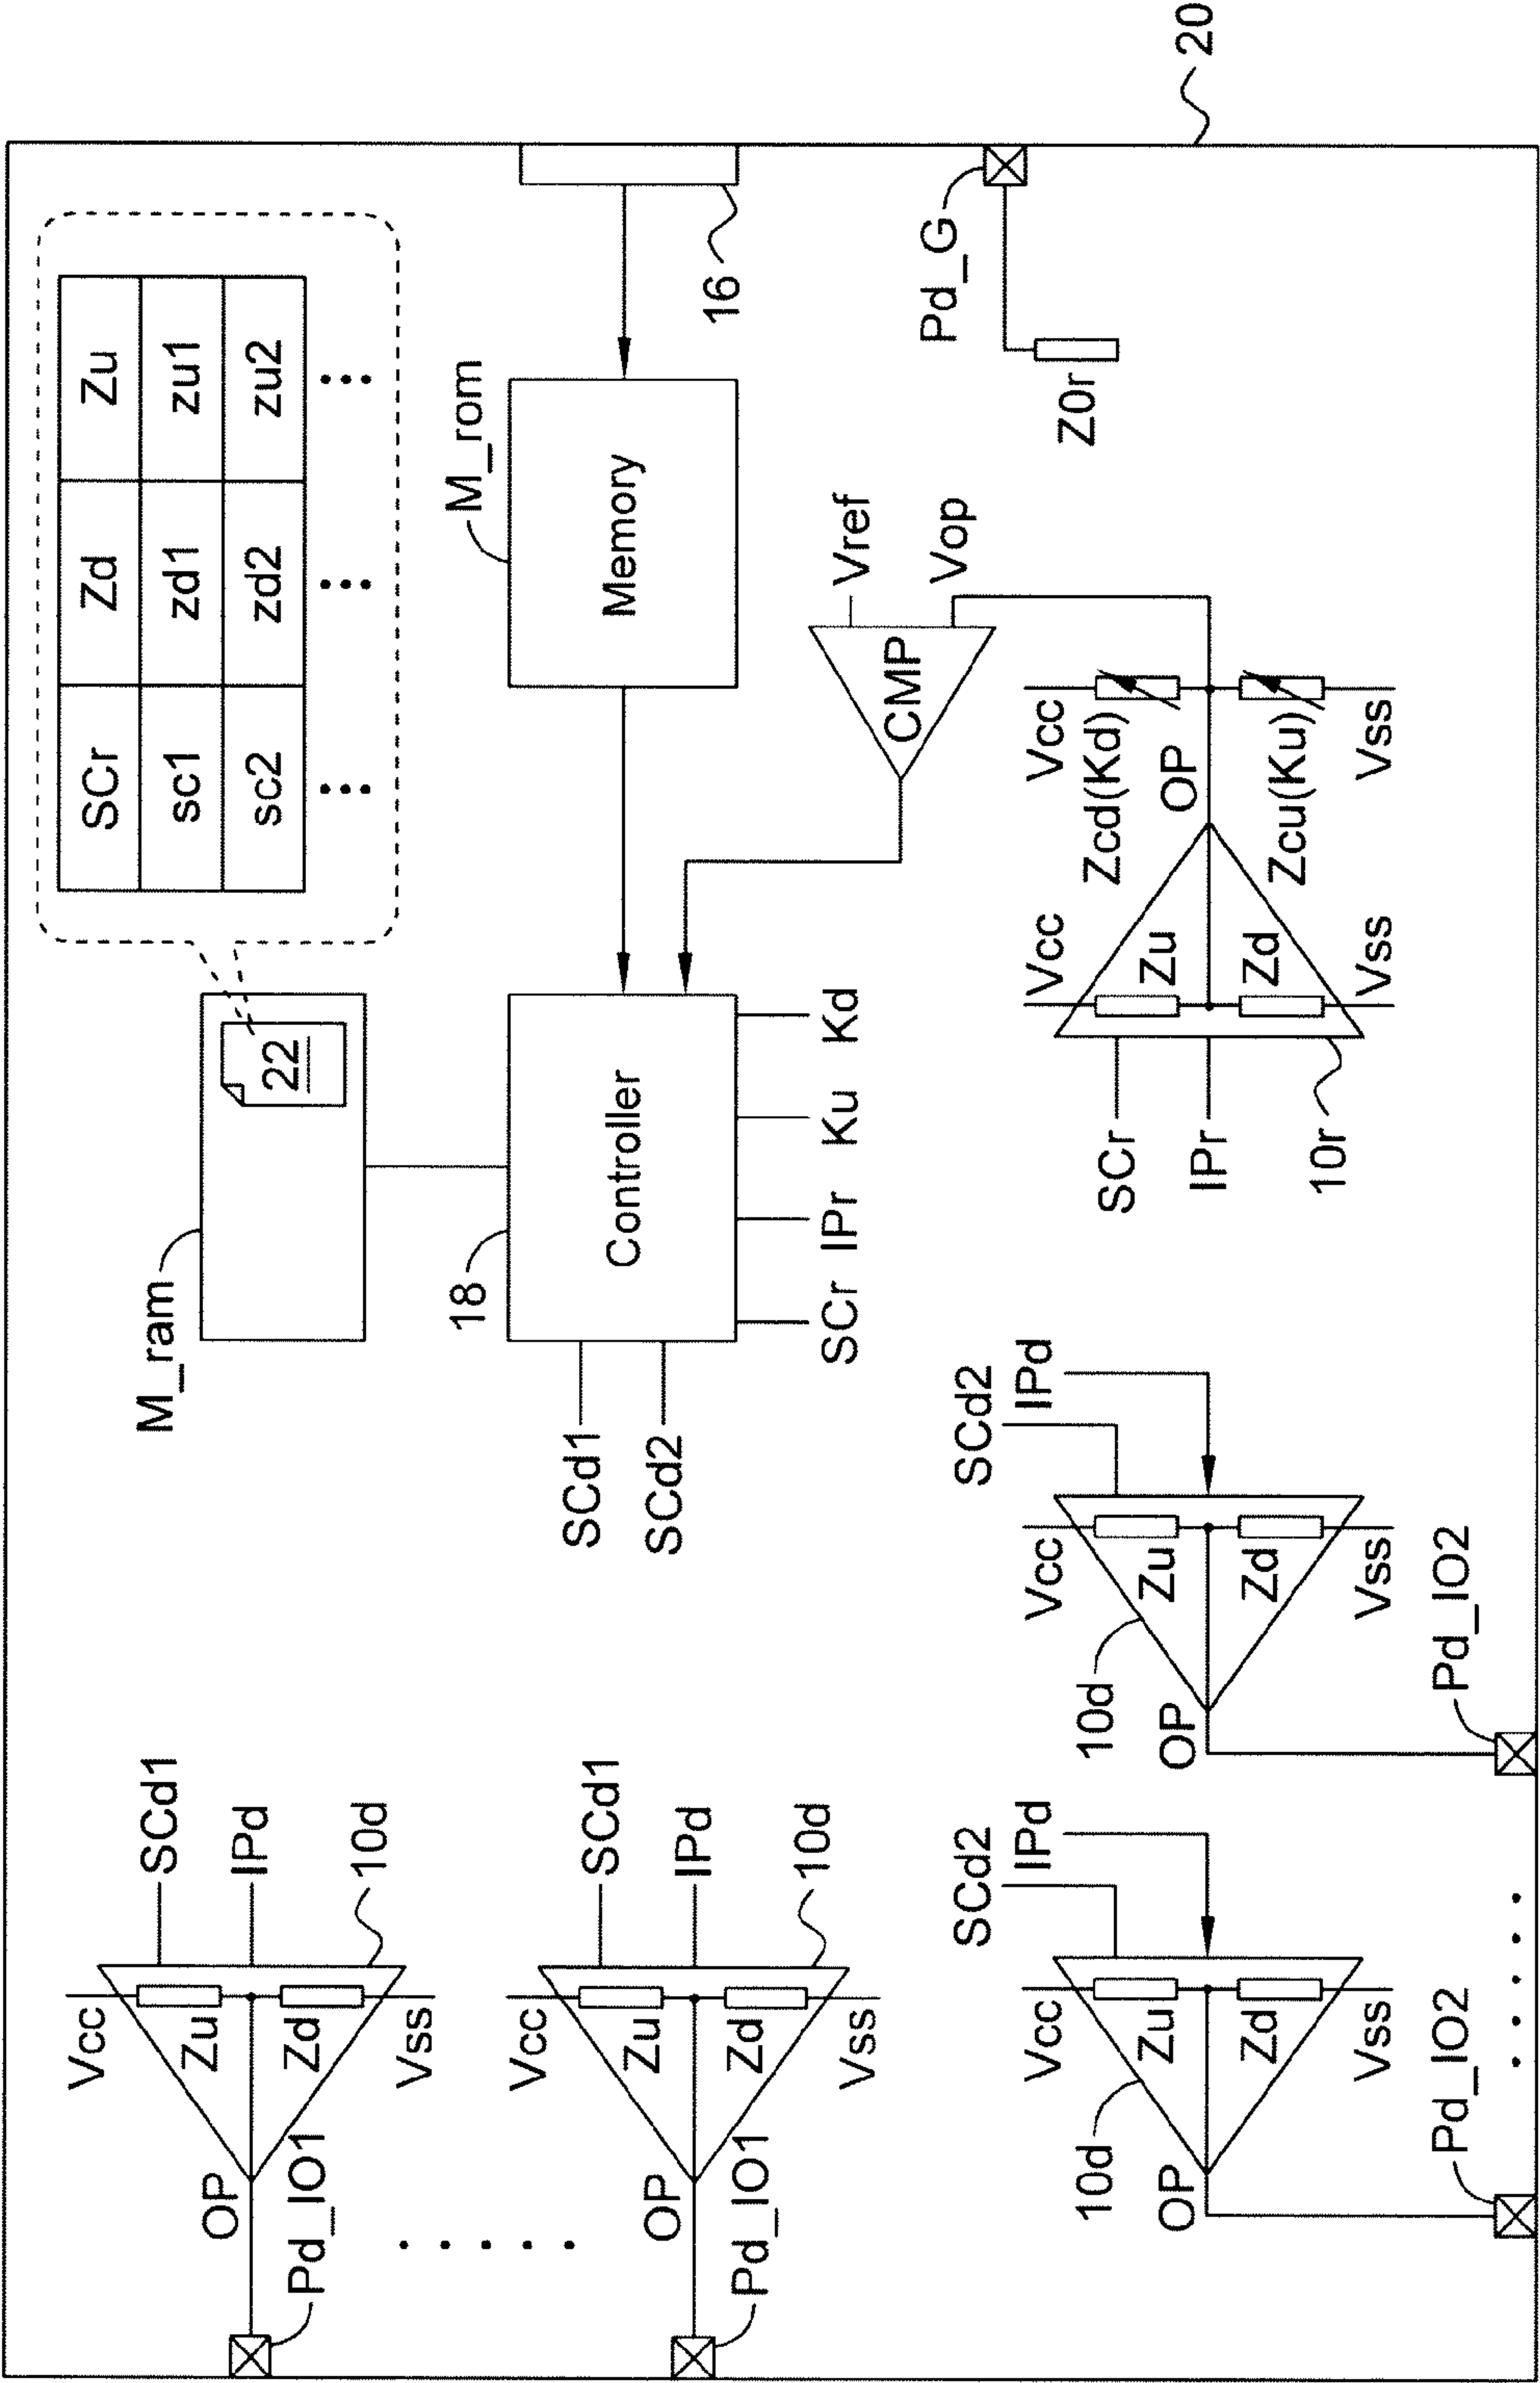 SCr Zd Zu
sc1 zd1 zu1
sc2 zd2 zu2
M_ram
22
M_rom
Memory
16
18
Controller
SCd1
SCd2
SCr IPr Ku Kd
Vref
Vop
CMP
Pd_G
Z0r
20
SCd1
IPd
10d
Vcc
Zu
Zd
Vss
OP
Pd_IO1
SCd1
IPd
10d
Vcc
Zu
Zd
Vss
OP
Pd_IO1
SCd2
IPd
Vcc
Zu
Zd
Vss
10d
OP
Pd_IO2
SCd2
IPd
Vcc
Zu
Zd
Vss
10d
OP
Pd_IO2
SCr
IPr
10r
Vcc
Zu
Zd
Vss
OP
Vcc
Zcd(Kd)
Zcu(Ku)
Vss